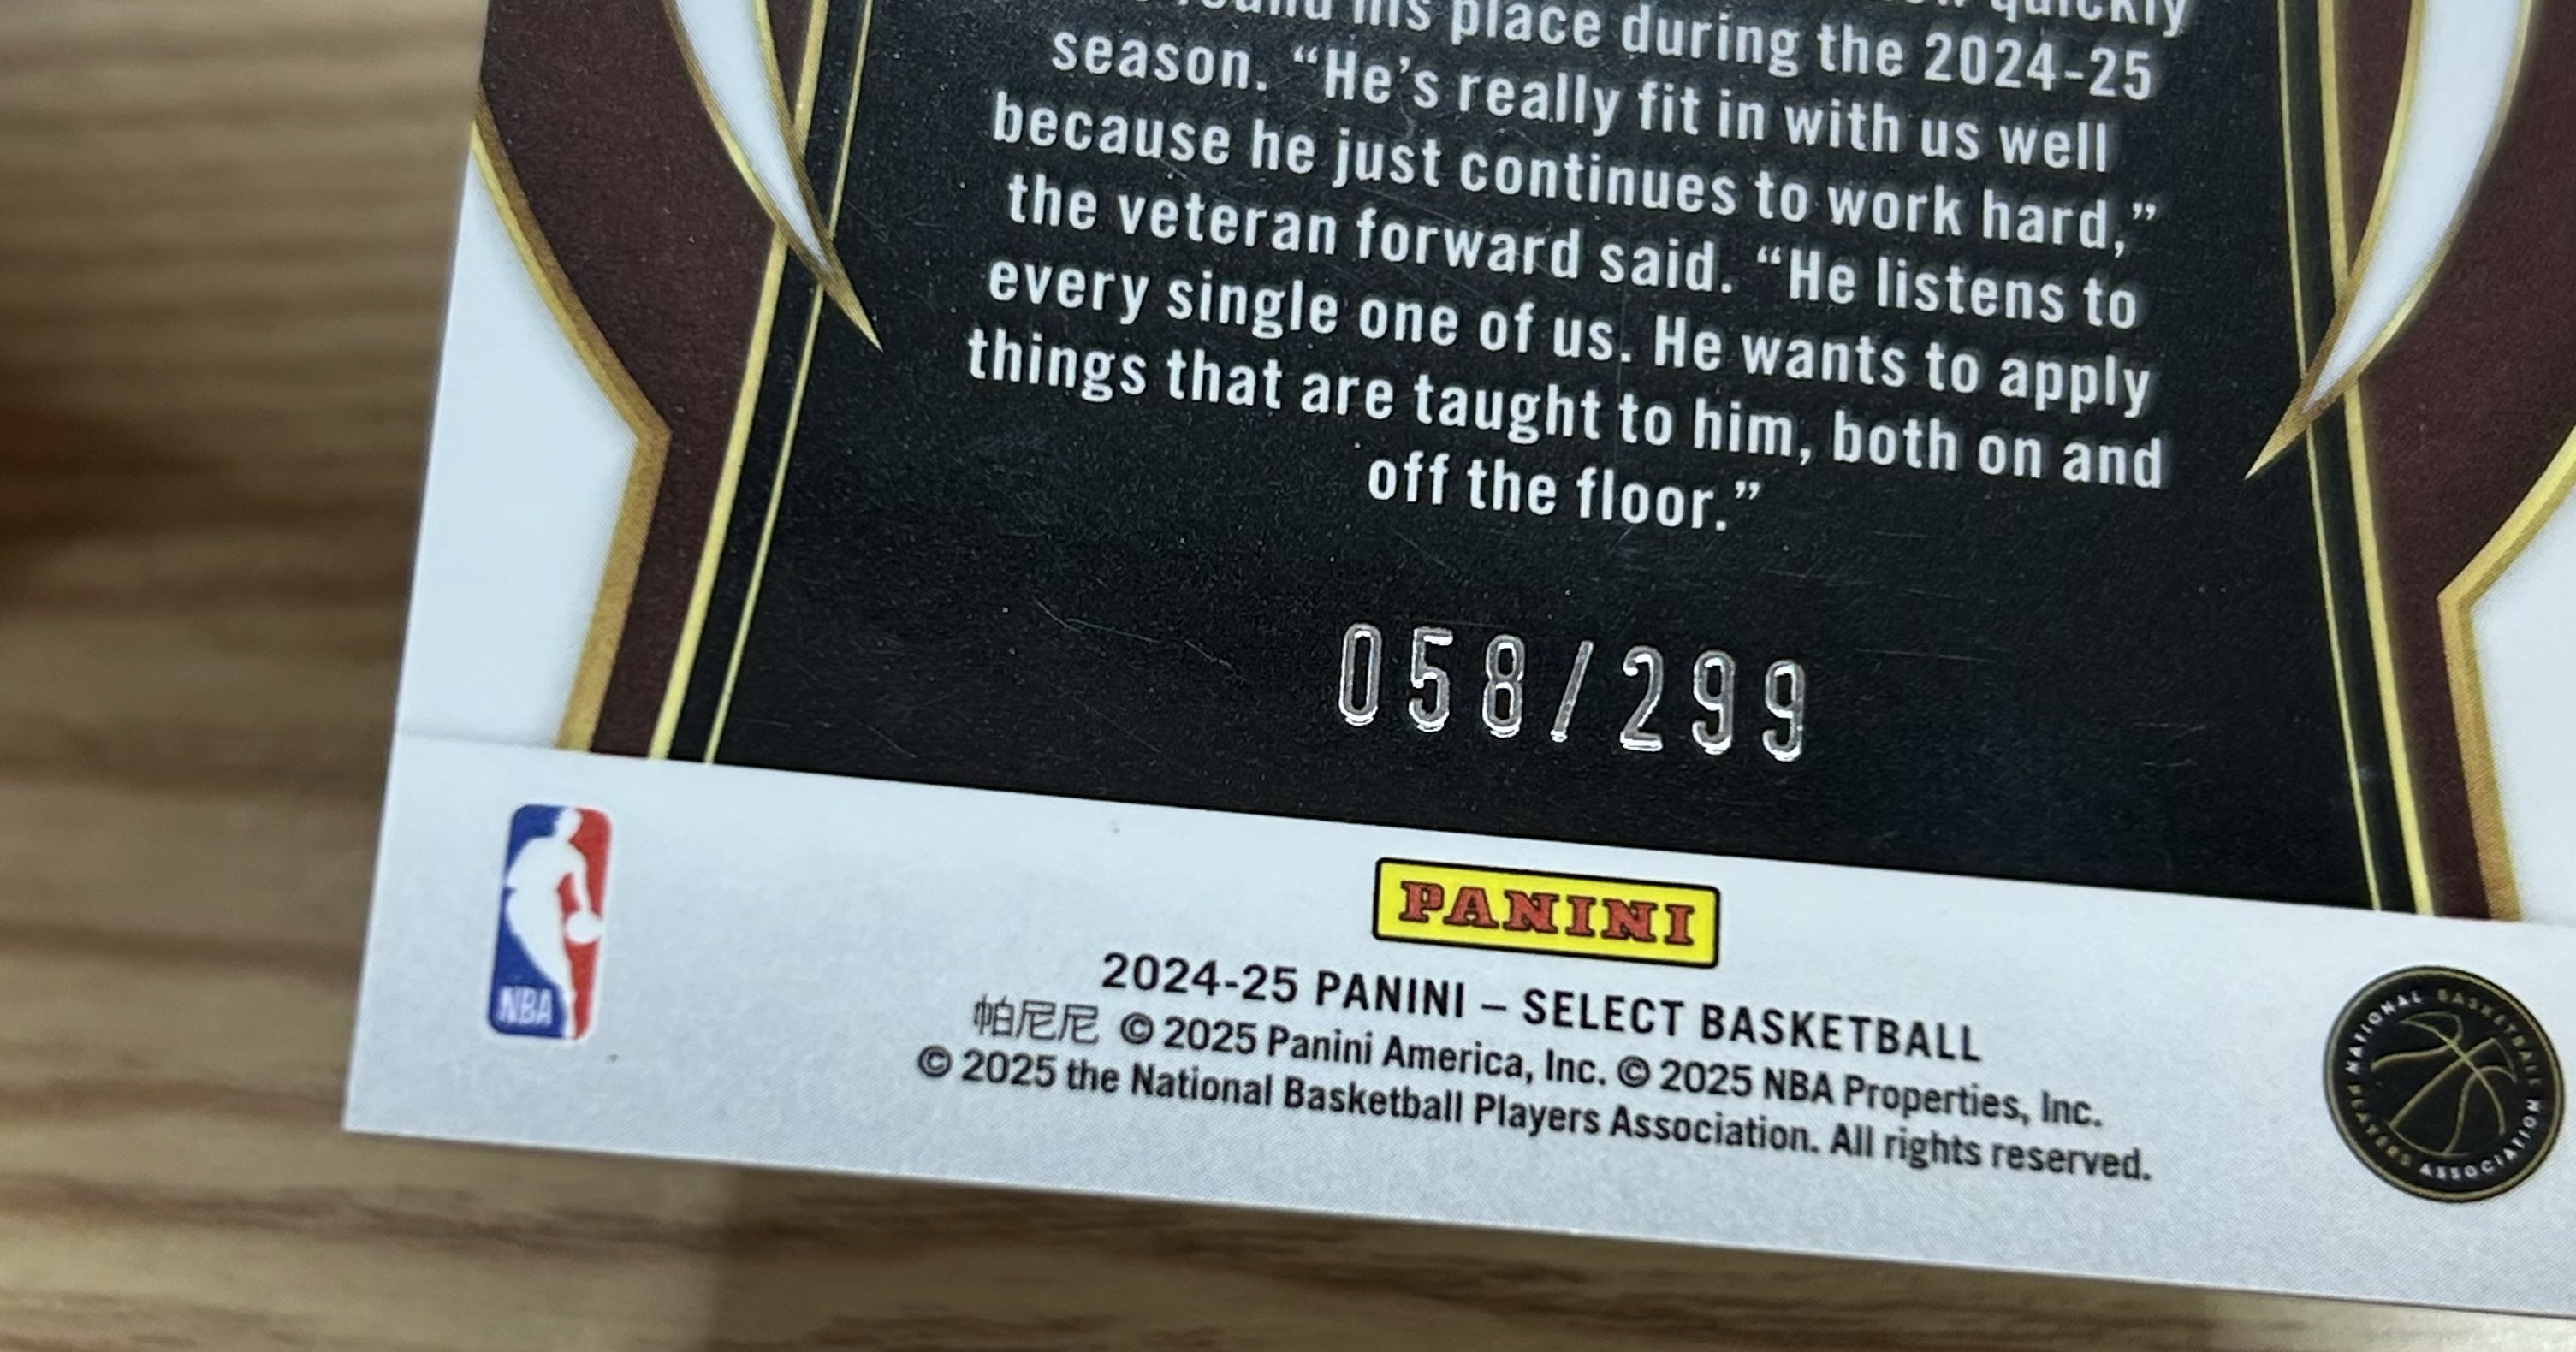 found his place during the 2024-25
season. “He’s really fit in with us well
because he just continues to work hard,”
the veteran forward said. “He listens to
every single one of us. He wants to apply
things that are taught to him, both on and
off the floor.”
058/299
NBA
PANINI
2024-25 PANINI – SELECT BASKETBALL
帕尼尼 © 2025 Panini America, Inc. © 2025 NBA Properties, Inc.
© 2025 the National Basketball Players Association. All rights reserved.
NATIONAL BASKETBALL PLAYERS ASSOCIATION